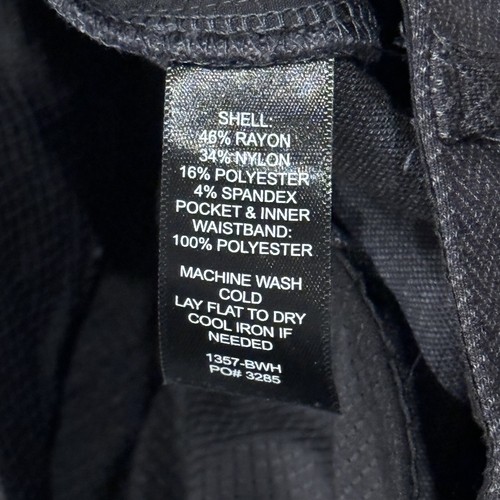 SHELL:
46% RAYON
34% NYLON
16% POLYESTER
4% SPANDEX
POCKET & INNER
WAISTBAND:
100% POLYESTER
MACHINE WASH
COLD
LAY FLAT TO DRY
COOL IRON IF
NEEDED
1357-BWH
PO# 3285